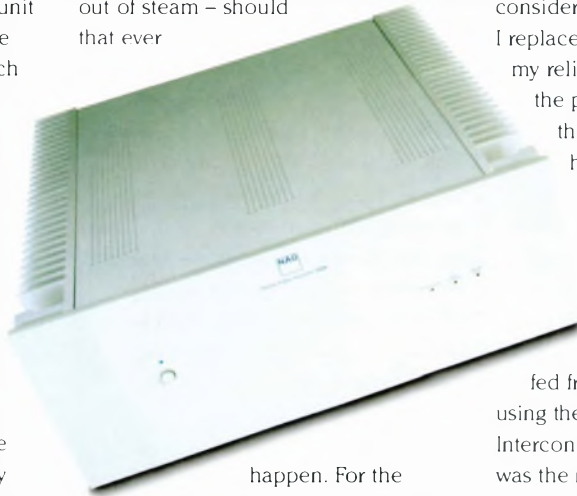 unit
e
ch
e
y
out of steam – should
that ever
NAD
happen. For the
consider
I replace
my reli
the p
th
h
fed fr
using the
Intercon
was the